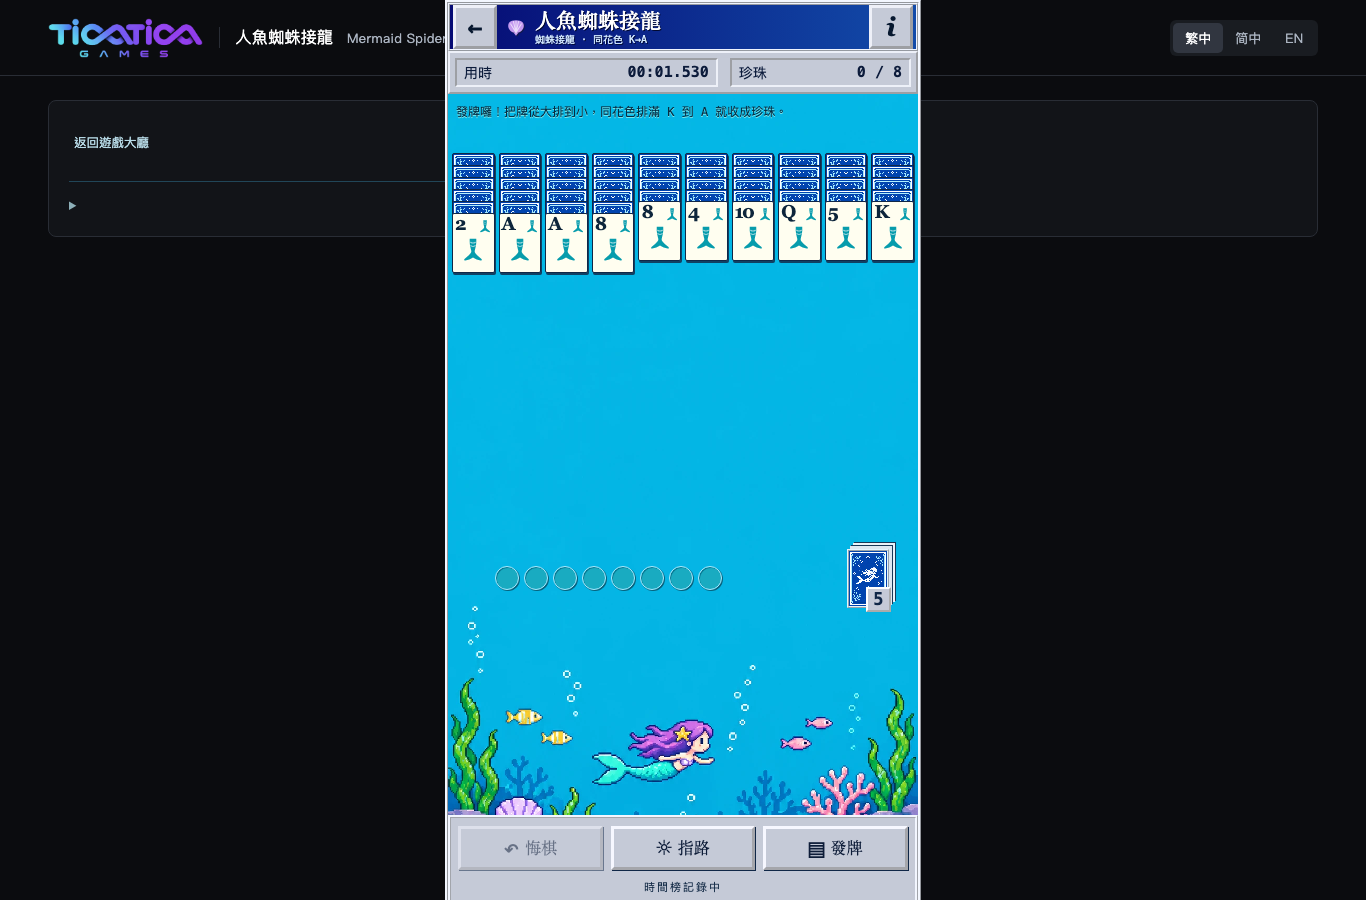 TICATICA
GAMES
人魚蜘蛛接龍
Mermaid Spider
繁中
简中
EN
返回遊戲大廳
←
人魚蜘蛛接龍
蜘蛛接龍 · 同花色 K→A
i
用時
00:01.530
珍珠
0 / 8
發牌囉!把牌從大排到小,同花色排滿 K 到 A 就收成珍珠。
2
A
A
8
8
4
10
Q
5
K
5
悔棋
指路
發牌
時間榜記錄中